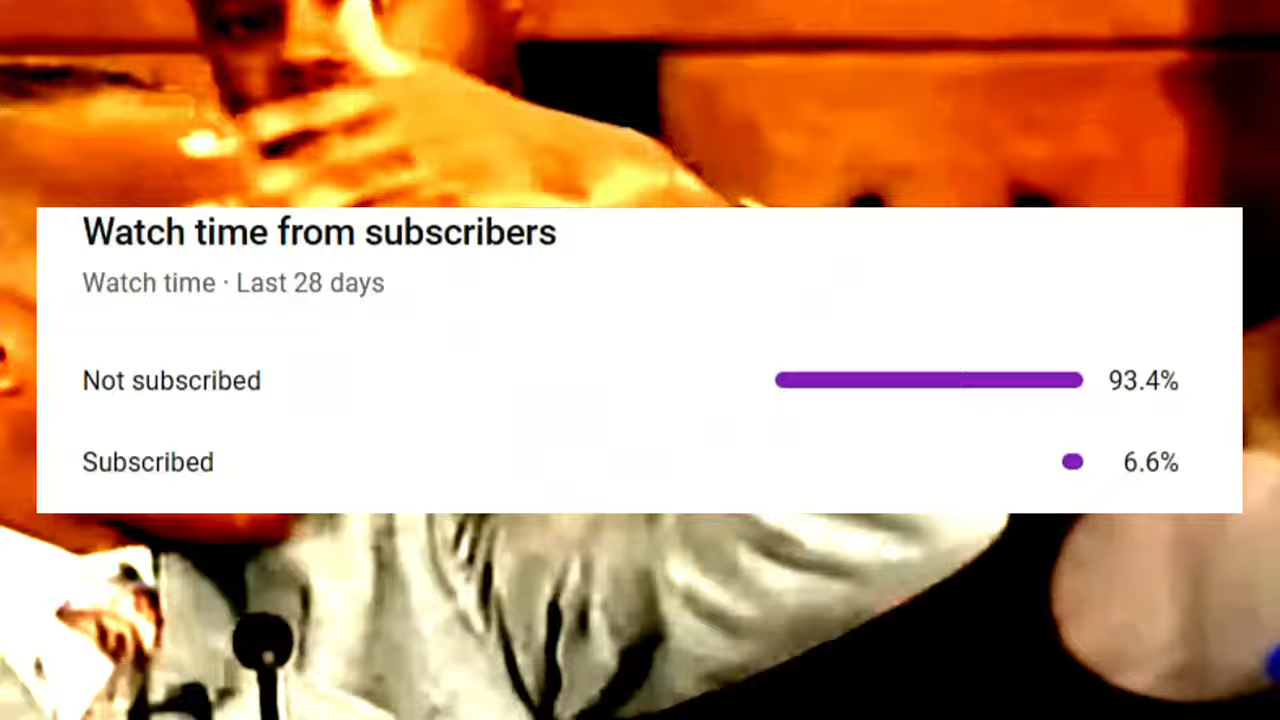 Watch time from subscribers
Watch time · Last 28 days
Not subscribed 93.4%
Subscribed 6.6%